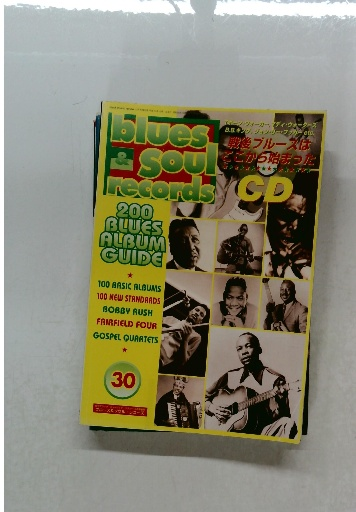 blues
& soul
records
戦後ブルースは
どこから始まった
CD
200
BLUES
ALBUM
GUIDE
★
100 BASIC ALBUMS
100 NEW STANDARDS
BOBBY RUSH
FAIRFIELD FOUR
GOSPEL QUARTETS
★
30